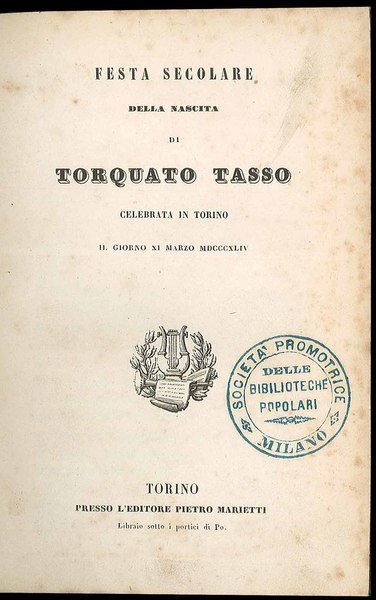 FESTA SECOLARE
DELLA NASCITA
DI
TORQUATO TASSO
CELEBRATA IN TORINO
IL GIORNO XI MARZO MDCCCXLIV
SOCIETA' PROMOTRICE
DELLE
BIBILIOTECHE
POPOLARI
MILANO
TORINO
PRESSO L'EDITORE PIETRO MARIETTI
Libraio sotto i portici di Po.